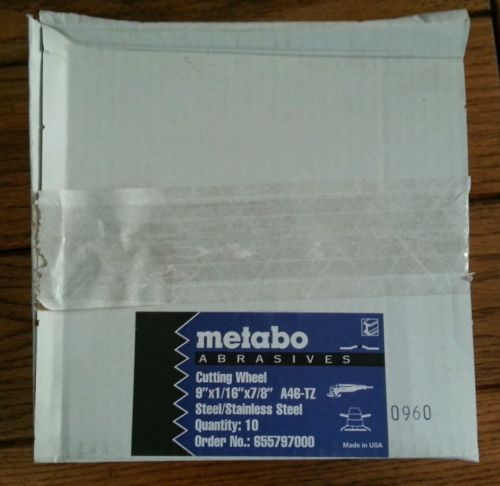 metabo
ABRASIVES
Cutting Wheel
9"x1/16"x7/8" A46-TZ
Steel/Stainless Steel
Quantity: 10
Order No.: 655797000
Made in USA
0960